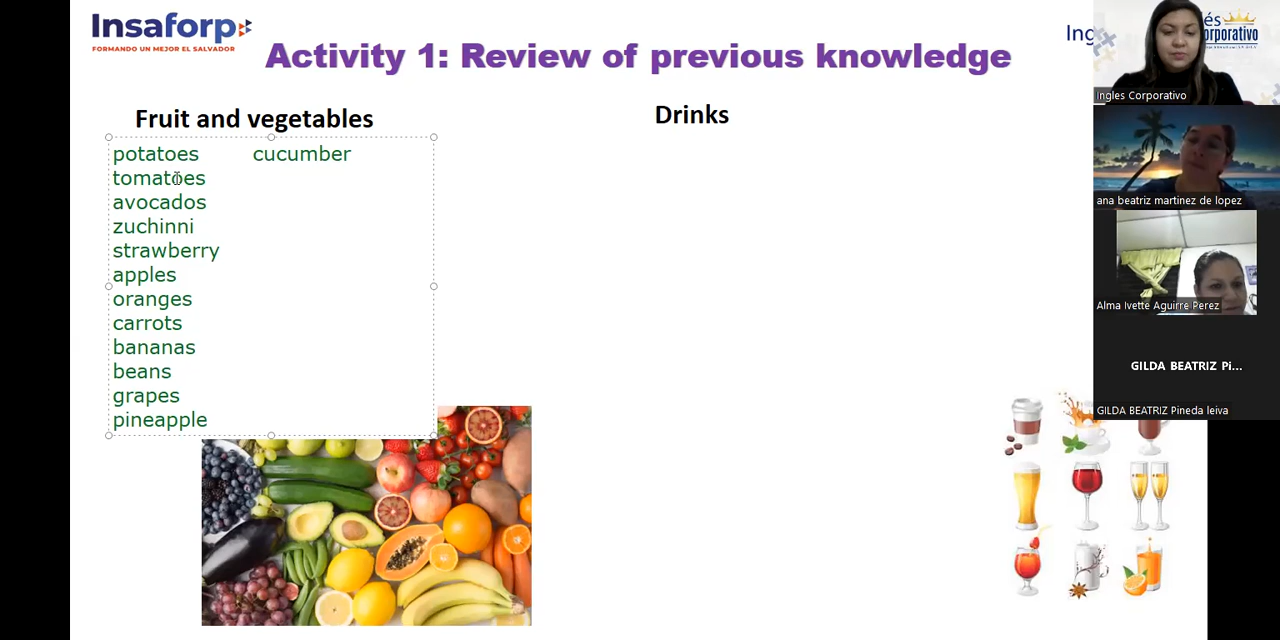 Insaforp
FORMANDO UN MEJOR EL SALVADOR
Activity 1: Review of previous knowledge
Fruit and vegetables
Drinks
potatoes cucumber
tomatoes
avocados
zuchinni
strawberry
apples
oranges
carrots
bananas
beans
grapes
pineapple
Ing
és
orporativo
Ingles Corporativo
ana beatriz martinez de lopez
Alma Ivette Aguirre Perez
GILDA BEATRIZ Pi...
GILDA BEATRIZ Pineda leiva